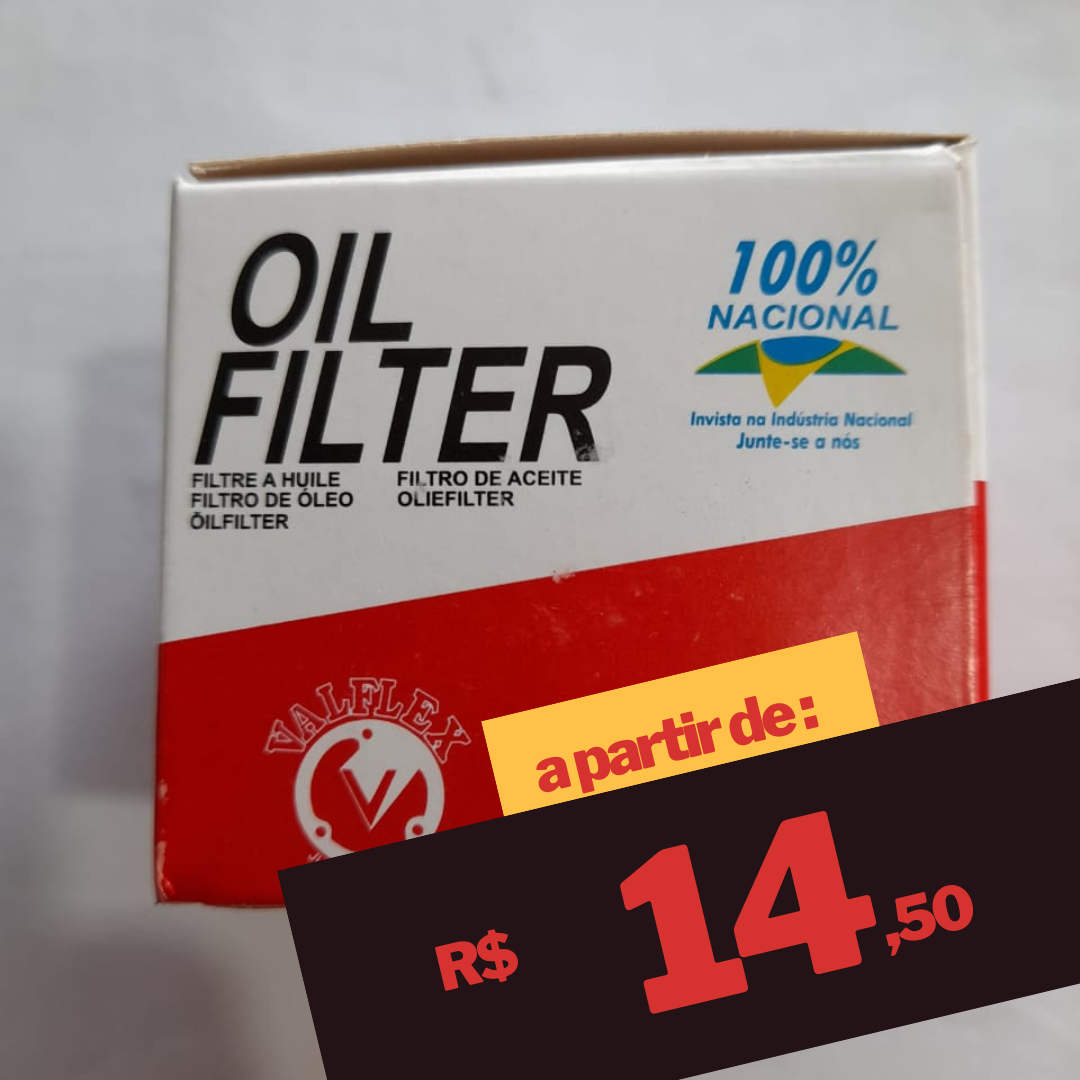 OIL
FILTER
FILTRE A HUILE
FILTRO DE ÓLEO
ÖILFILTER
FILTRO DE ACEITE
OLIEFILTER
100%
NACIONAL
Invista na Indústria Nacional
Junte-se a nós
VALFLEX
V
a partir de:
R$ 14,50